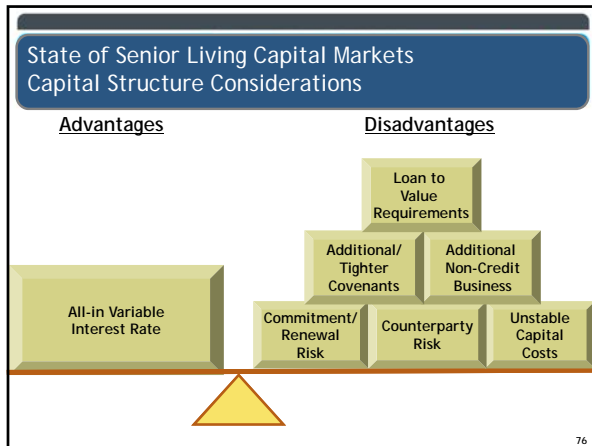 State of Senior Living Capital Markets
Capital Structure Considerations
Advantages
Disadvantages
All-in Variable
Interest Rate
Loan to
Value
Requirements
Additional/
Tighter
Covenants
Additional
Non-Credit
Business
Commitment/
Renewal
Risk
Counterparty
Risk
Unstable
Capital
Costs
76